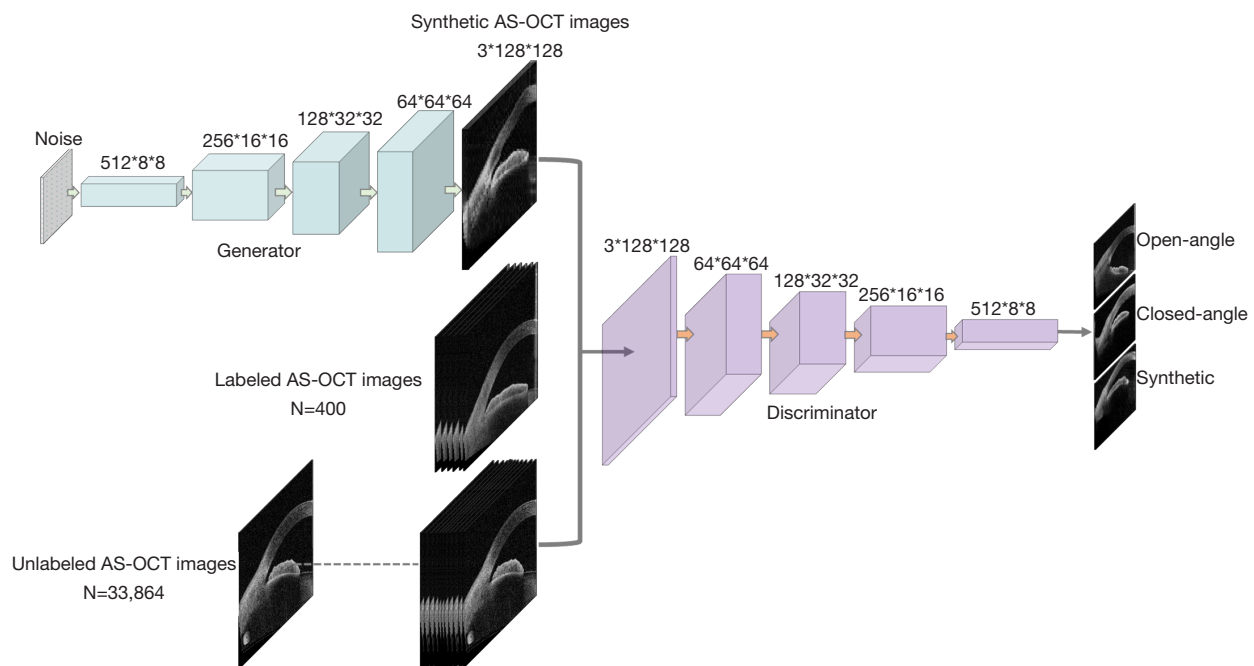 Synthetic AS-OCT images
3*128*128
64*64*64
128*32*32
256*16*16
Noise
512*8*8
Generator
3*128*128
64*64*64
128*32*32
256*16*16
512*8*8
Discriminator
Open-angle
Closed-angle
Synthetic
Labeled AS-OCT images
N=400
Unlabeled AS-OCT images
N=33,864